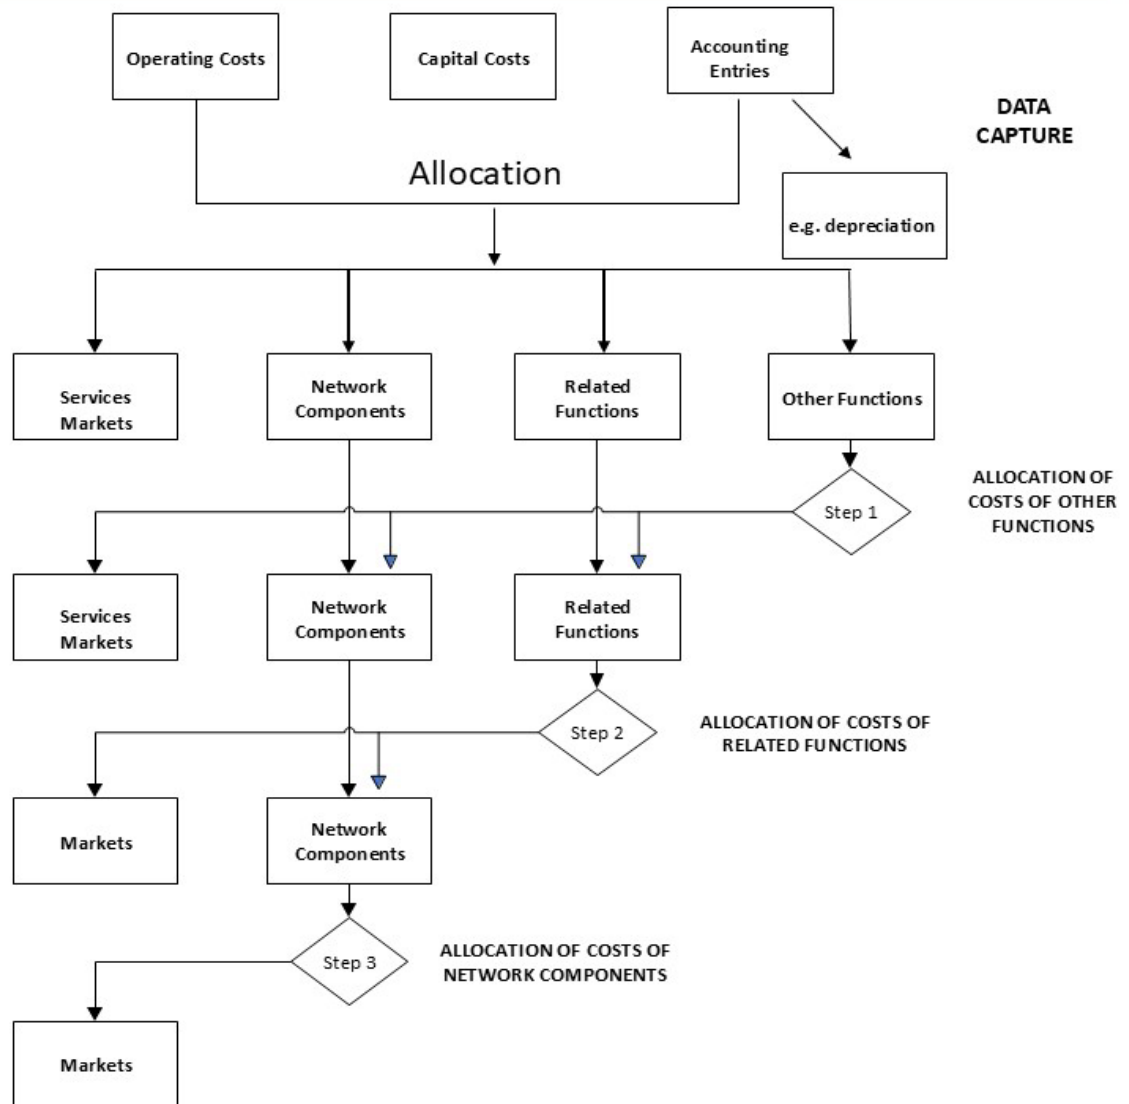 Operating Costs
Capital Costs
Accounting
Entries
DATA
CAPTURE
Allocation
e.g. depreciation
Services
Markets
Network
Components
Related
Functions
Other Functions
ALLOCATION OF
COSTS OF OTHER
FUNCTIONS
Step 1
Services
Markets
Network
Components
Related
Functions
Step 2
ALLOCATION OF COSTS OF
RELATED FUNCTIONS
Markets
Network
Components
Step 3
ALLOCATION OF COSTS OF
NETWORK COMPONENTS
Markets